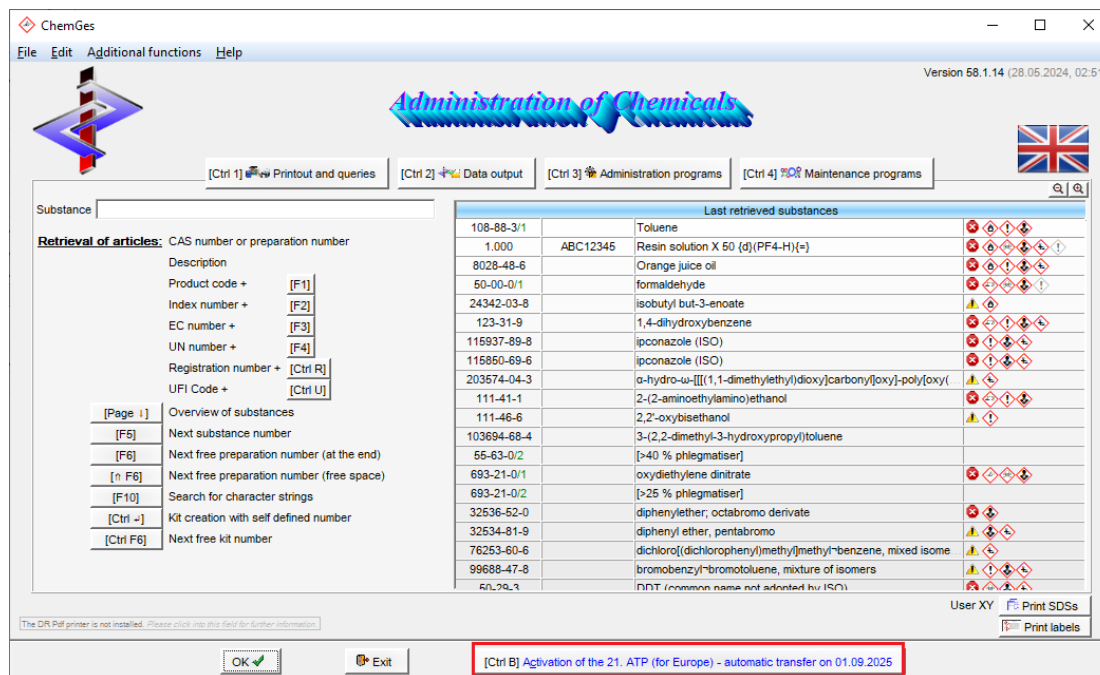 ChemGes
File Edit Additional functions Help
Version 58.1.14 (28.05.2024, 02:51
Administration of Chemicals
[Ctrl 1] Printout and queries [Ctrl 2] Data output [Ctrl 3] Administration programs [Ctrl 4] Maintenance programs
Substance
Retrieval of articles: CAS number or preparation number
Description
Product code + [F1]
Index number + [F2]
EC number + [F3]
UN number + [F4]
Registration number + [Ctrl R]
UFI Code + [Ctrl U]
[Page ↓] Overview of substances
[F5] Next substance number
[F6] Next free preparation number (at the end)
[⇑ F6] Next free preparation number (free space)
[F10] Search for character strings
[Ctrl ↵] Kit creation with self defined number
[Ctrl F6] Next free kit number
Last retrieved substances
108-88-3/1 Toluene
1.000 ABC12345 Resin solution X 50 {d}(PF4-H){=}
8028-48-6 Orange juice oil
50-00-0/1 formaldehyde
24342-03-8 isobutyl but-3-enoate
123-31-9 1,4-dihydroxybenzene
115937-89-8 ipconazole (ISO)
115850-69-6 ipconazole (ISO)
203574-04-3 α-hydro-ω-[[[(1,1-dimethylethyl)dioxy]carbonyl]oxy]-poly[oxy(...
111-41-1 2-(2-aminoethylamino)ethanol
111-46-6 2,2'-oxybisethanol
103694-68-4 3-(2,2-dimethyl-3-hydroxypropyl)toluene
55-63-0/2 [>40 % phlegmatiser]
693-21-0/1 oxydiethylene dinitrate
693-21-0/2 [>25 % phlegmatiser]
32536-52-0 diphenylether; octabromo derivate
32534-81-9 diphenyl ether, pentabromo
76253-60-6 dichloro[(dichlorophenyl)methyl]methyl¬benzene, mixed isome...
99688-47-8 bromobenzyl¬bromotoluene, mixture of isomers
50-29-3 DDT (common name not adopted by ISO)
User XY Print SDSs
The DR Pdf printer is not installed. Please click into this field for further information.
Print labels
OK Exit [Ctrl B] Activation of the 21. ATP (for Europe) - automatic transfer on 01.09.2025